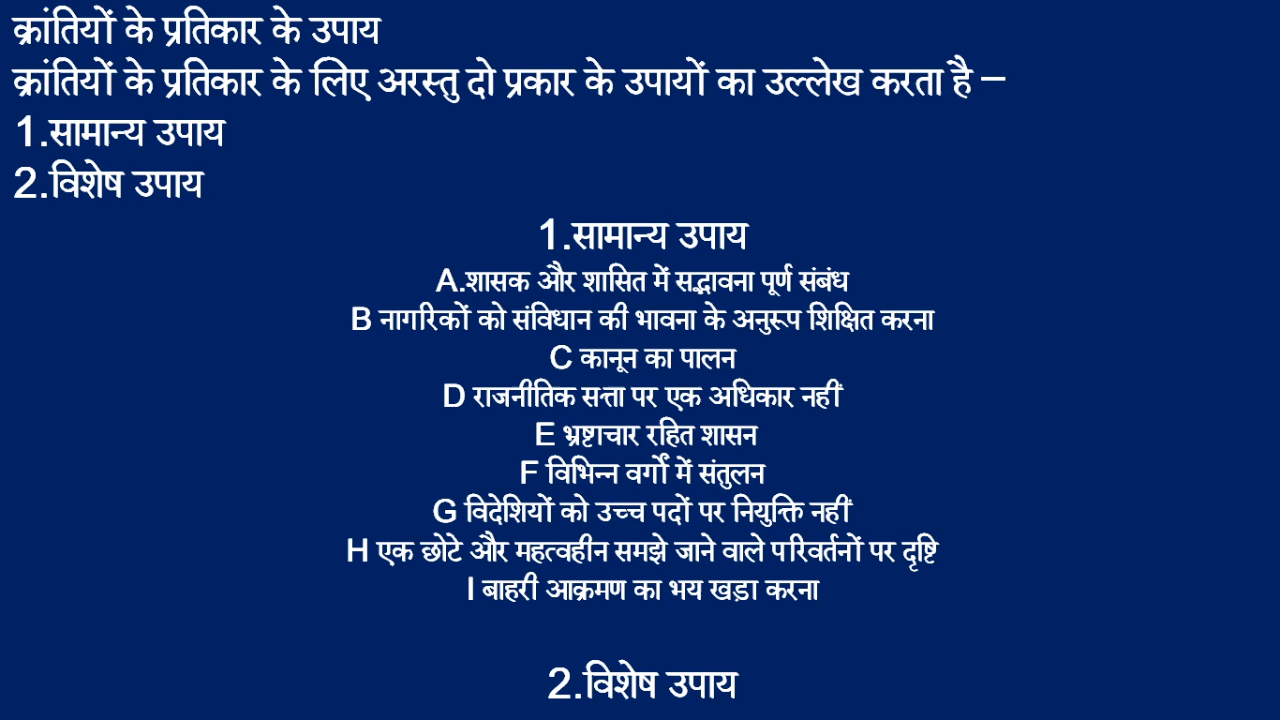 क्रांतियों के प्रतिकार के उपाय
क्रांतियों के प्रतिकार के लिए अरस्तु दो प्रकार के उपायों का उल्लेख करता है –
1.सामान्य उपाय
2.विशेष उपाय
1.सामान्य उपाय
A.शासक और शासित में सद्भावना पूर्ण संबंध
B नागरिकों को संविधान की भावना के अनुरूप शिक्षित करना
C कानून का पालन
D राजनीतिक सत्ता पर एक अधिकार नहीं
E भ्रष्टाचार रहित शासन
F विभिन्न वर्गों में संतुलन
G विदेशियों को उच्च पदों पर नियुक्ति नहीं
H एक छोटे और महत्वहीन समझे जाने वाले परिवर्तनों पर दृष्टि
I बाहरी आक्रमण का भय खड़ा करना
2.विशेष उपाय